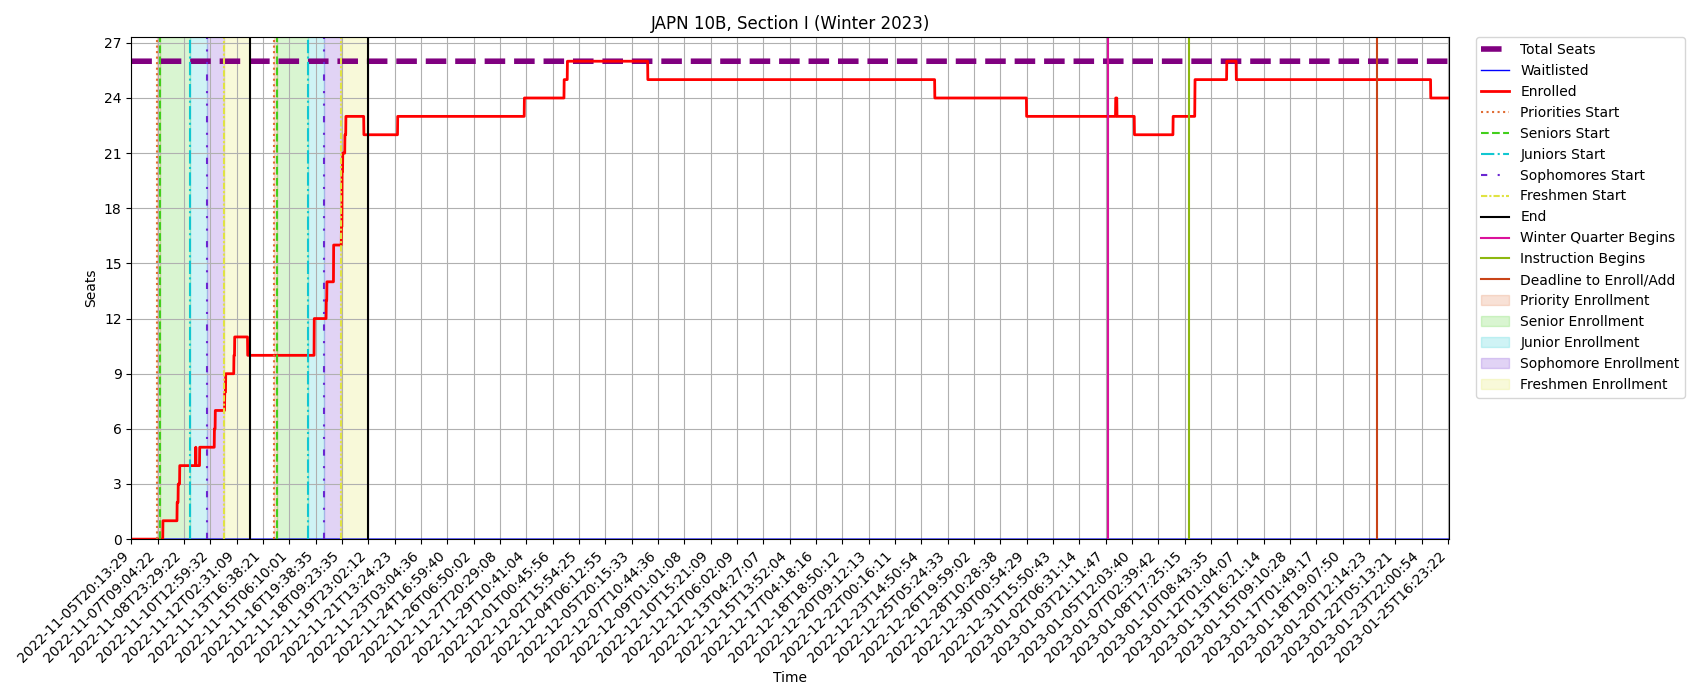 JAPN 10B, Section I (Winter 2023)
Seats
27
24
21
18
15
12
9
6
3
0
2022-11-05T20:13:29
2022-11-07T09:04:22
2022-11-08T23:29:22
2022-11-10T12:59:32
2022-11-12T02:31:09
2022-11-13T16:38:21
2022-11-15T06:10:01
2022-11-16T19:38:35
2022-11-18T09:23:35
2022-11-19T23:02:12
2022-11-21T13:24:23
2022-11-23T03:04:36
2022-11-24T16:59:40
2022-11-26T06:50:02
2022-11-27T20:29:08
2022-11-29T10:41:04
2022-12-01T00:45:56
2022-12-02T15:54:25
2022-12-04T06:12:55
2022-12-05T20:15:33
2022-12-07T10:44:36
2022-12-09T01:01:08
2022-12-10T15:21:09
2022-12-12T06:02:09
2022-12-13T04:27:07
2022-12-15T13:52:04
2022-12-17T04:18:16
2022-12-18T18:50:12
2022-12-20T09:12:13
2022-12-22T00:16:11
2022-12-23T14:50:54
2022-12-25T05:24:33
2022-12-26T19:59:02
2022-12-28T10:28:38
2022-12-30T00:54:29
2022-12-31T15:50:43
2023-01-02T06:31:14
2023-01-03T21:11:47
2023-01-05T12:03:40
2023-01-07T02:39:42
2023-01-08T17:25:15
2023-01-10T08:43:35
2023-01-12T01:04:07
2023-01-13T16:21:14
2023-01-15T09:10:28
2023-01-17T01:49:17
2023-01-18T19:07:50
2023-01-20T12:14:23
2023-01-22T05:13:21
2023-01-23T22:00:54
2023-01-25T16:23:22
Time
Total Seats
Waitlisted
Enrolled
Priorities Start
Seniors Start
Juniors Start
Sophomores Start
Freshmen Start
End
Winter Quarter Begins
Instruction Begins
Deadline to Enroll/Add
Priority Enrollment
Senior Enrollment
Junior Enrollment
Sophomore Enrollment
Freshmen Enrollment